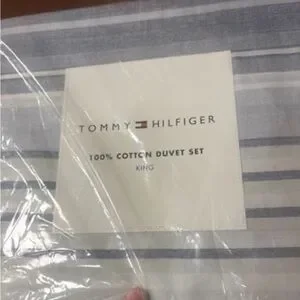 TOMMY HILFIGER
100% COTTON DUVET SET
KING